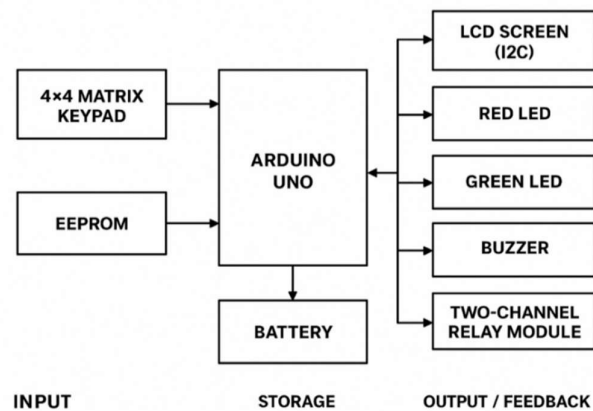 4×4 MATRIX
KEYPAD
EEPROM
ARDUINO
UNO
BATTERY
LCD SCREEN
(I2C)
RED LED
GREEN LED
BUZZER
TWO-CHANNEL
RELAY MODULE
INPUT
STORAGE
OUTPUT / FEEDBACK